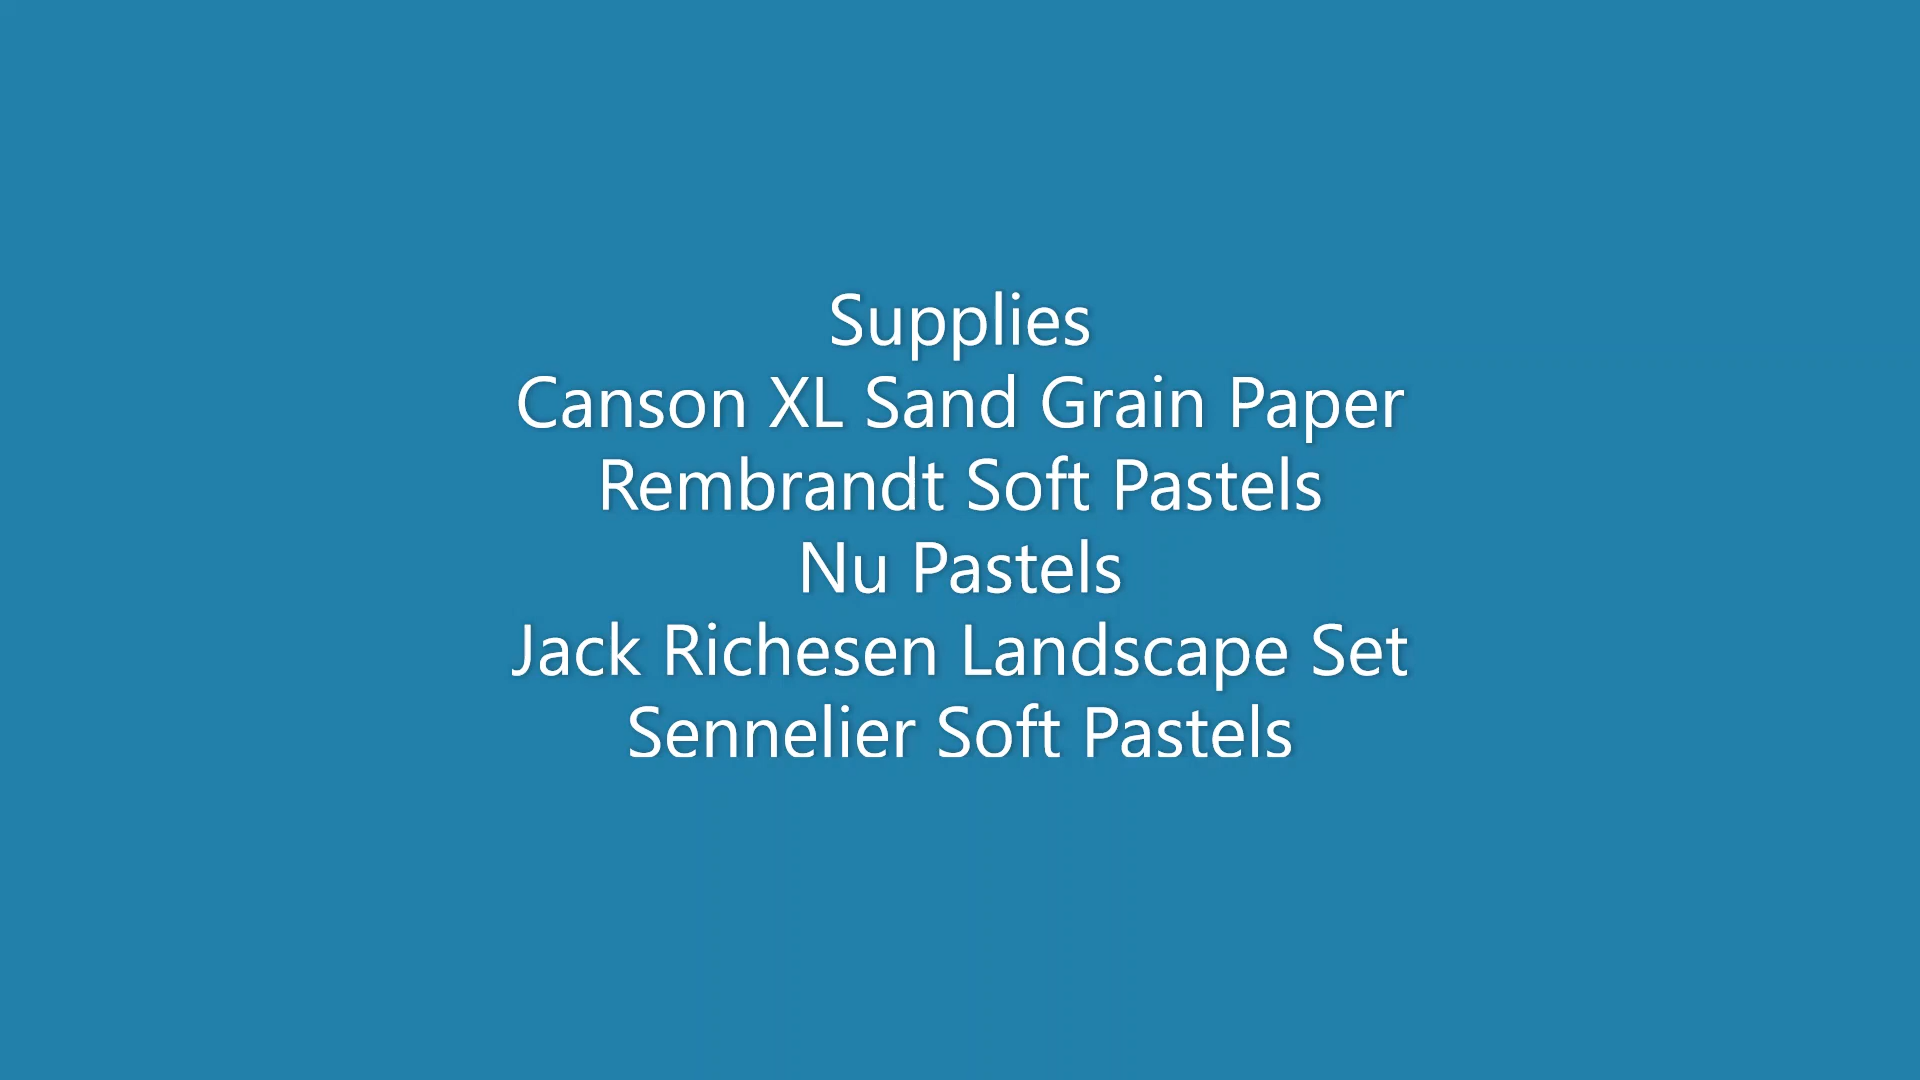 Supplies
Canson XL Sand Grain Paper
Rembrandt Soft Pastels
Nu Pastels
Jack Richesen Landscape Set
Sennelier Soft Pastels